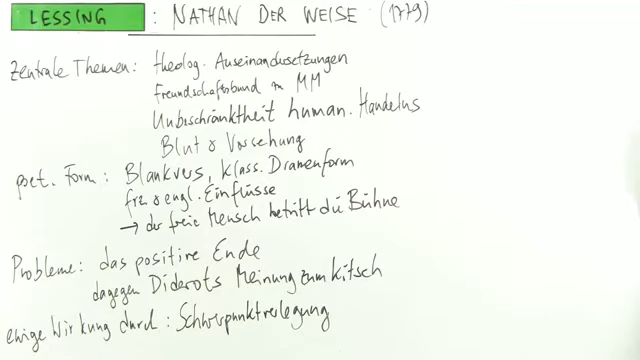 LESSING : NATHAN DER WEISE (1779)
Zentrale Themen: theolog. Auseinandersetzungen
Freundschaftsbund m MM
Unbeschränktheit human. Handelns
Blut & Vorsehung
poet. Form: Blankvers, klass. Dramenform
frz & engl. Einflüsse
→ der freie Mensch betritt die Bühne
Probleme: das positive Ende
dagegen Diderots Meinung zum Kitsch
ewige Wirkung durch: Schwerpunktverlegung